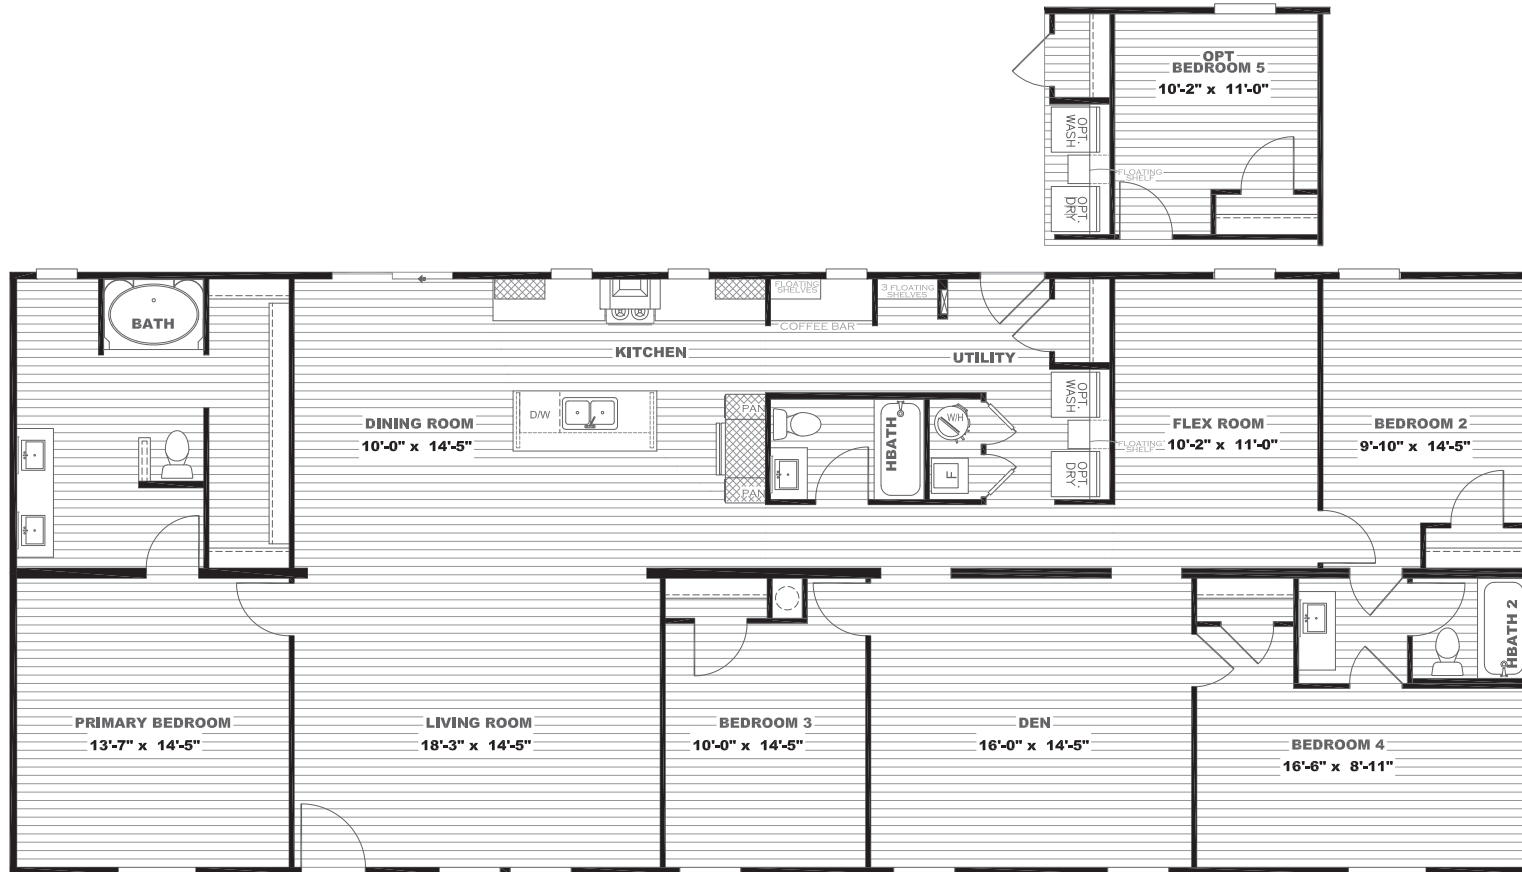 OPT
BEDROOM 5
10'-2" x 11'-0"
OPT.
WASH
FLOATING
SHELF
OPT.
DRY
BATH
FLOATING
SHELVES
3 FLOATING
SHELVES
COFFEE BAR
KITCHEN
UTILITY
DINING ROOM
10'-0" x 14'-5"
D/W
PAN
PAN
HBATH
W/H
F
OPT.
WASH
FLOATING
SHELF
OPT.
DRY
FLEX ROOM
10'-2" x 11'-0"
BEDROOM 2
9'-10" x 14'-5"
PRIMARY BEDROOM
13'-7" x 14'-5"
LIVING ROOM
18'-3" x 14'-5"
BEDROOM 3
10'-0" x 14'-5"
DEN
16'-0" x 14'-5"
BEDROOM 4
16'-6" x 8'-11"
HBATH 2